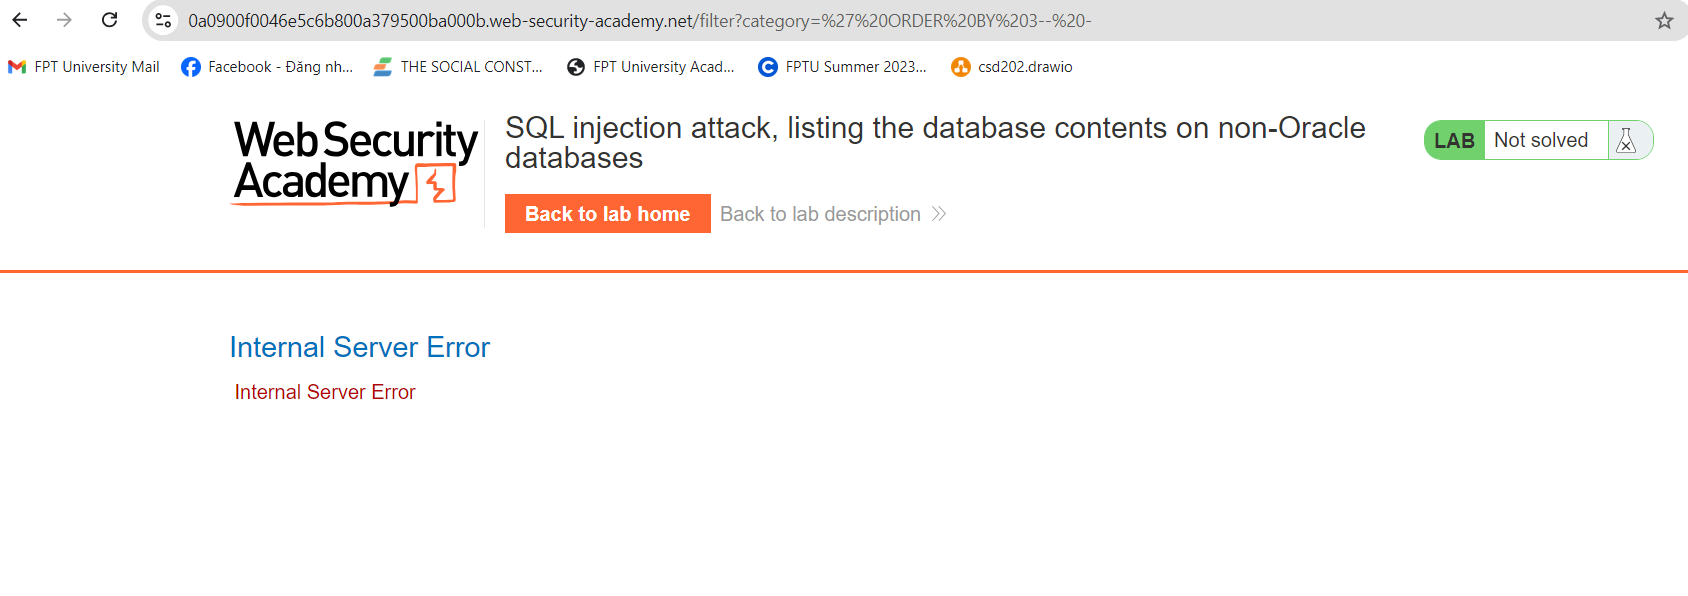 0a0900f0046e5c6b800a379500ba000b.web-security-academy.net/filter?category=%27%20ORDER%20BY%203--%20-
FPT University Mail
Facebook - Đăng nh...
THE SOCIAL CONST...
FPT University Acad...
FPTU Summer 2023...
csd202.drawio
Web Security
Academy
SQL injection attack, listing the database contents on non-Oracle
databases
Back to lab home
Back to lab description
LAB
Not solved
Internal Server Error
Internal Server Error